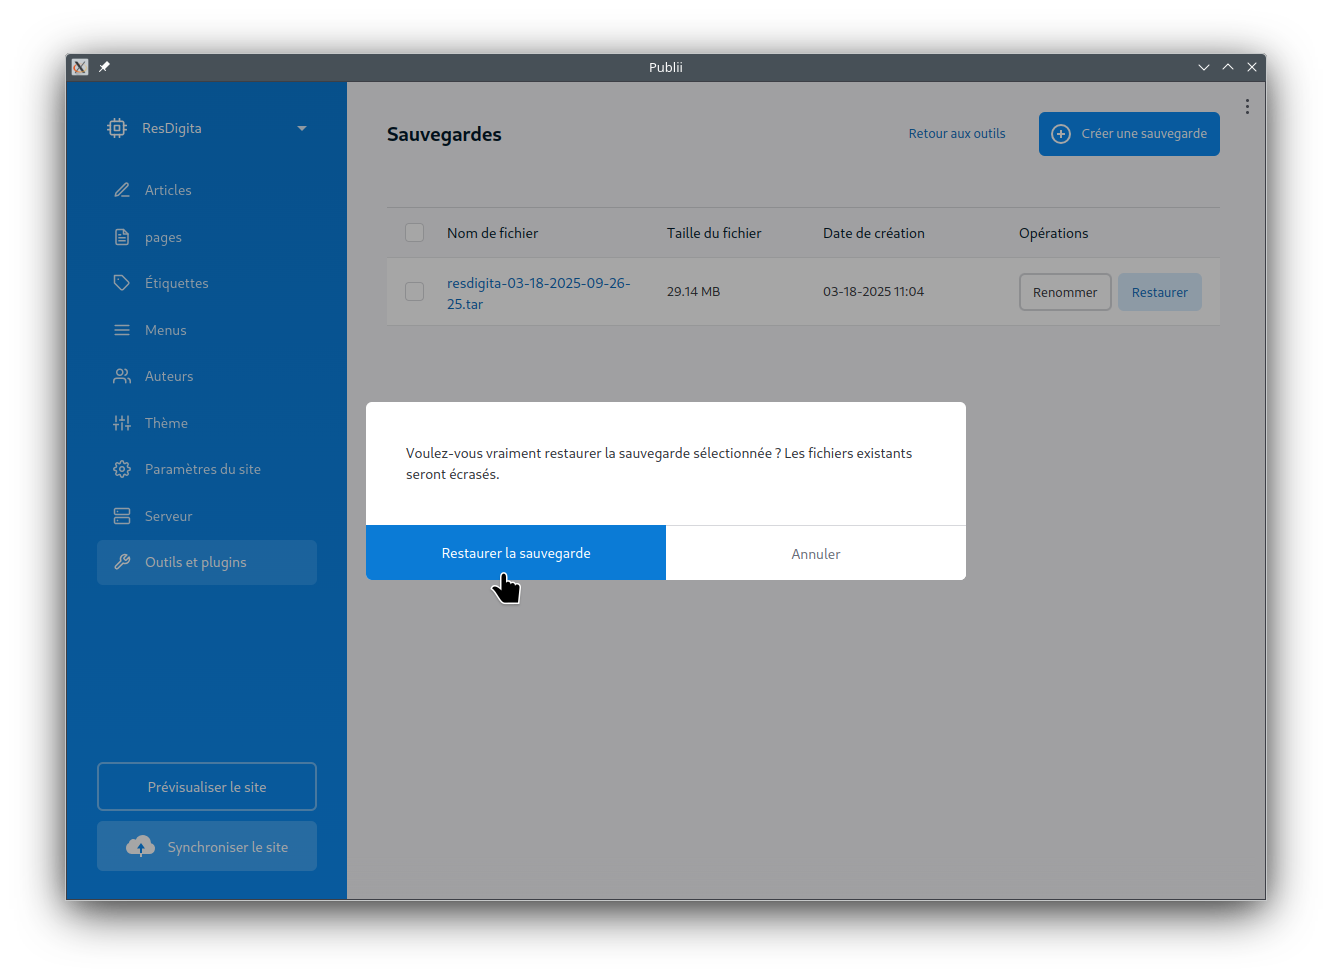 Publii
ResDigita
Articles
pages
Étiquettes
Menus
Auteurs
Thème
Paramètres du site
Serveur
Outils et plugins
Prévisualiser le site
Synchroniser le site
Sauvegardes
Retour aux outils
Créer une sauvegarde
Nom de fichier Taille du fichier Date de création Opérations
resdigita-03-18-2025-09-26-
25.tar
29.14 MB
03-18-2025 11:04
Renommer
Restaurer
Voulez-vous vraiment restaurer la sauvegarde sélectionnée ? Les fichiers existants
seront écrasés.
Restaurer la sauvegarde
Annuler